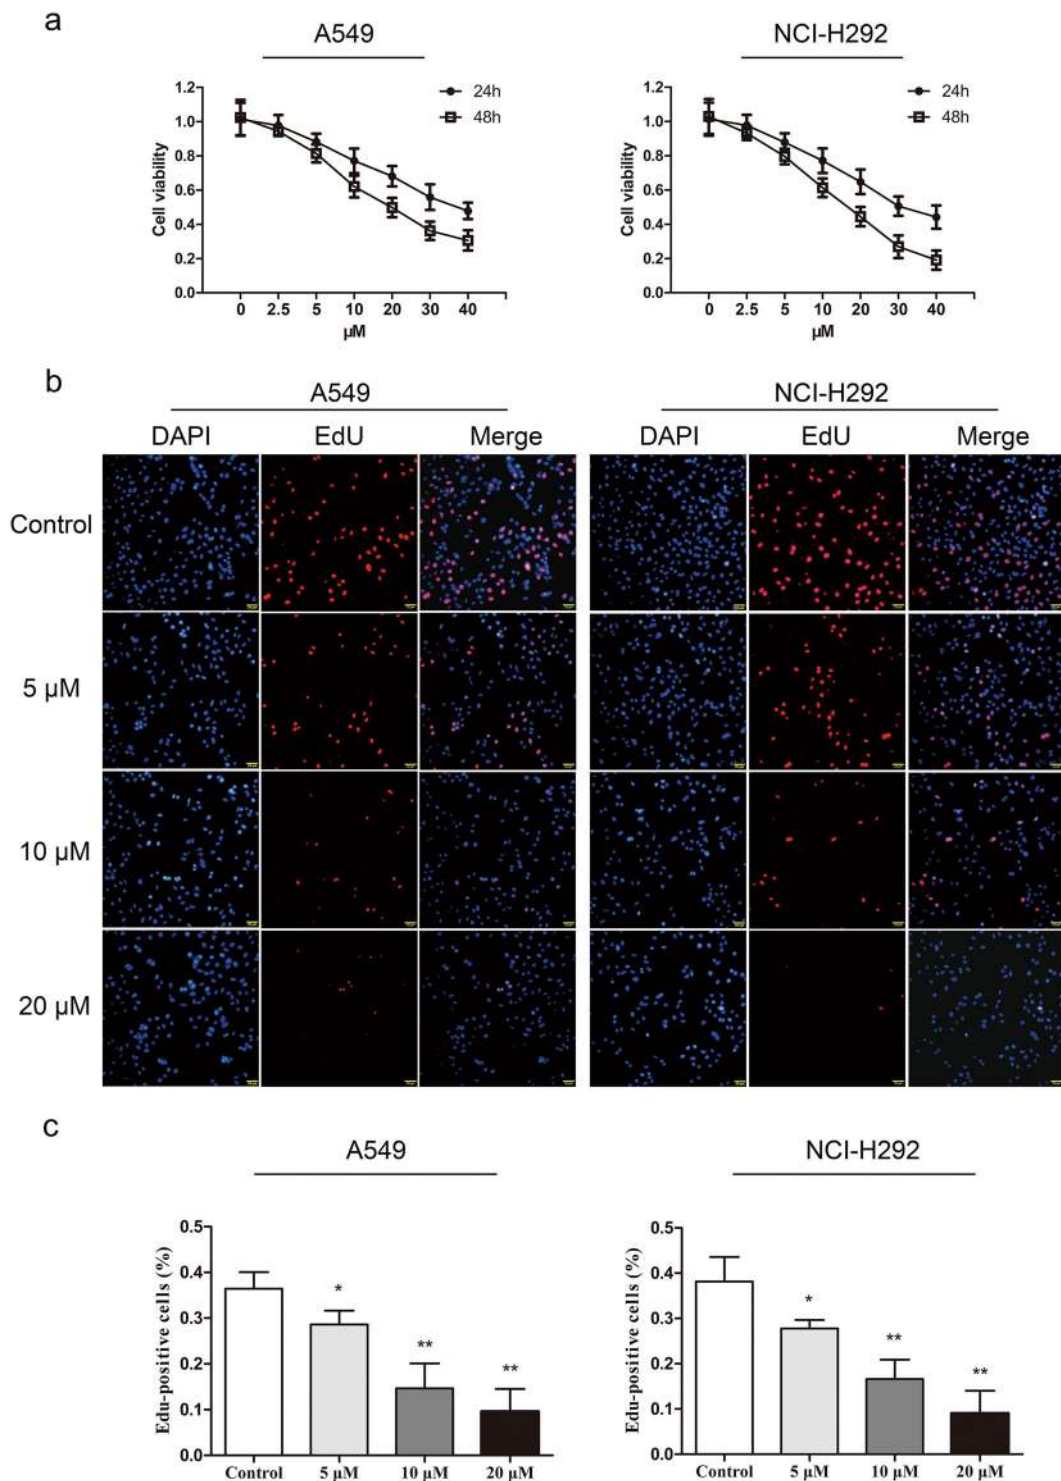 a
A549
NCI-H292
1.2
1.0
0.8
0.6
0.4
0.2
0.0
Cell viability
24h
48h
0 2.5 5 10 20 30 40
µM
1.2
1.0
0.8
0.6
0.4
0.2
0.0
Cell viability
24h
48h
0 2.5 5 10 20 30 40
µM
b
A549
NCI-H292
DAPI EdU Merge DAPI EdU Merge
Control
5 µM
10 µM
20 µM
c
A549
NCI-H292
0.5
0.4
0.3
0.2
0.1
0.0
Edu-positive cells (%)
*
**
**
Control 5 µM 10 µM 20 µM
0.5
0.4
0.3
0.2
0.1
0.0
Edu-positive cells (%)
*
**
**
Control 5 µM 10 µM 20 µM